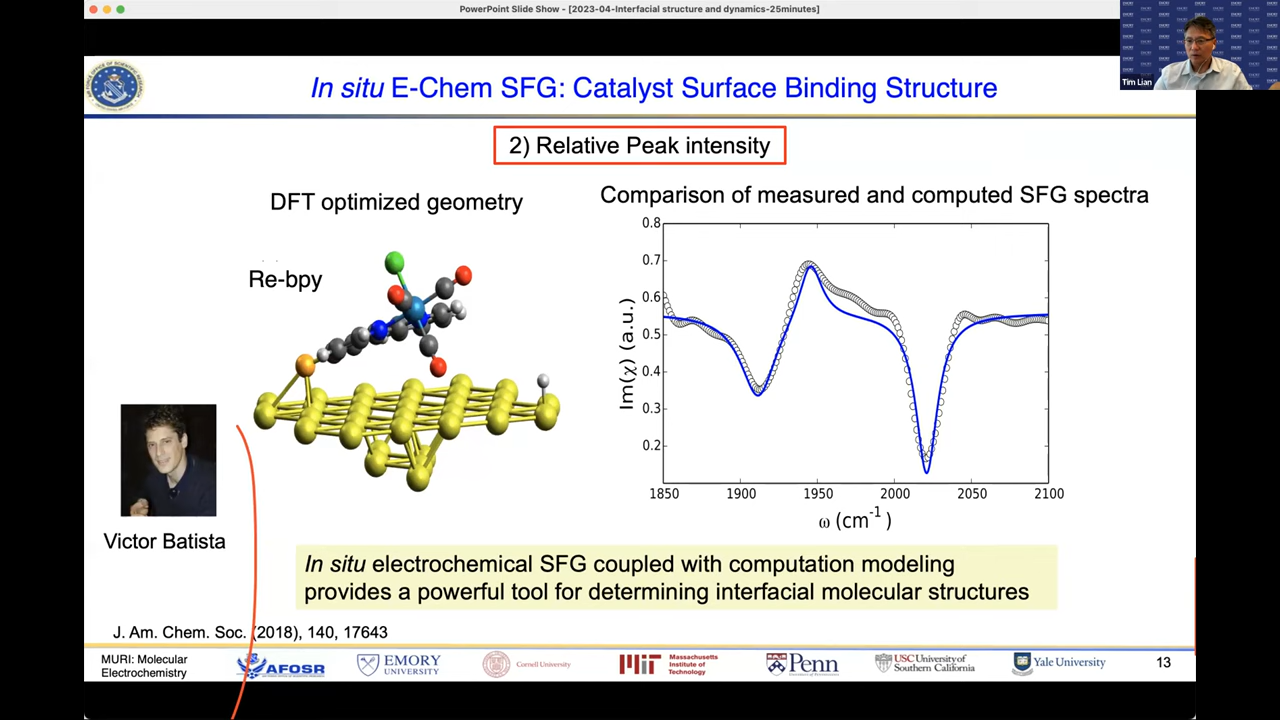 PowerPoint Slide Show - [2023-04-Interfacial structure and dynamics-25minutes]
Tim Lian
In situ E-Chem SFG: Catalyst Surface Binding Structure
2) Relative Peak intensity
DFT optimized geometry
Comparison of measured and computed SFG spectra
Re-bpy
0.8
0.7
0.6
0.5
0.4
0.3
0.2
Im(χ) (a.u.)
1850 1900 1950 2000 2050 2100
ω (cm-1 )
Victor Batista
In situ electrochemical SFG coupled with computation modeling
provides a powerful tool for determining interfacial molecular structures
J. Am. Chem. Soc. (2018), 140, 17643
MURI: Molecular
Electrochemistry
AFOSR
EMORY
UNIVERSITY
Cornell University
MIT
Massachusetts
Institute of
Technology
Penn
USC University of
Southern California
Yale University
13